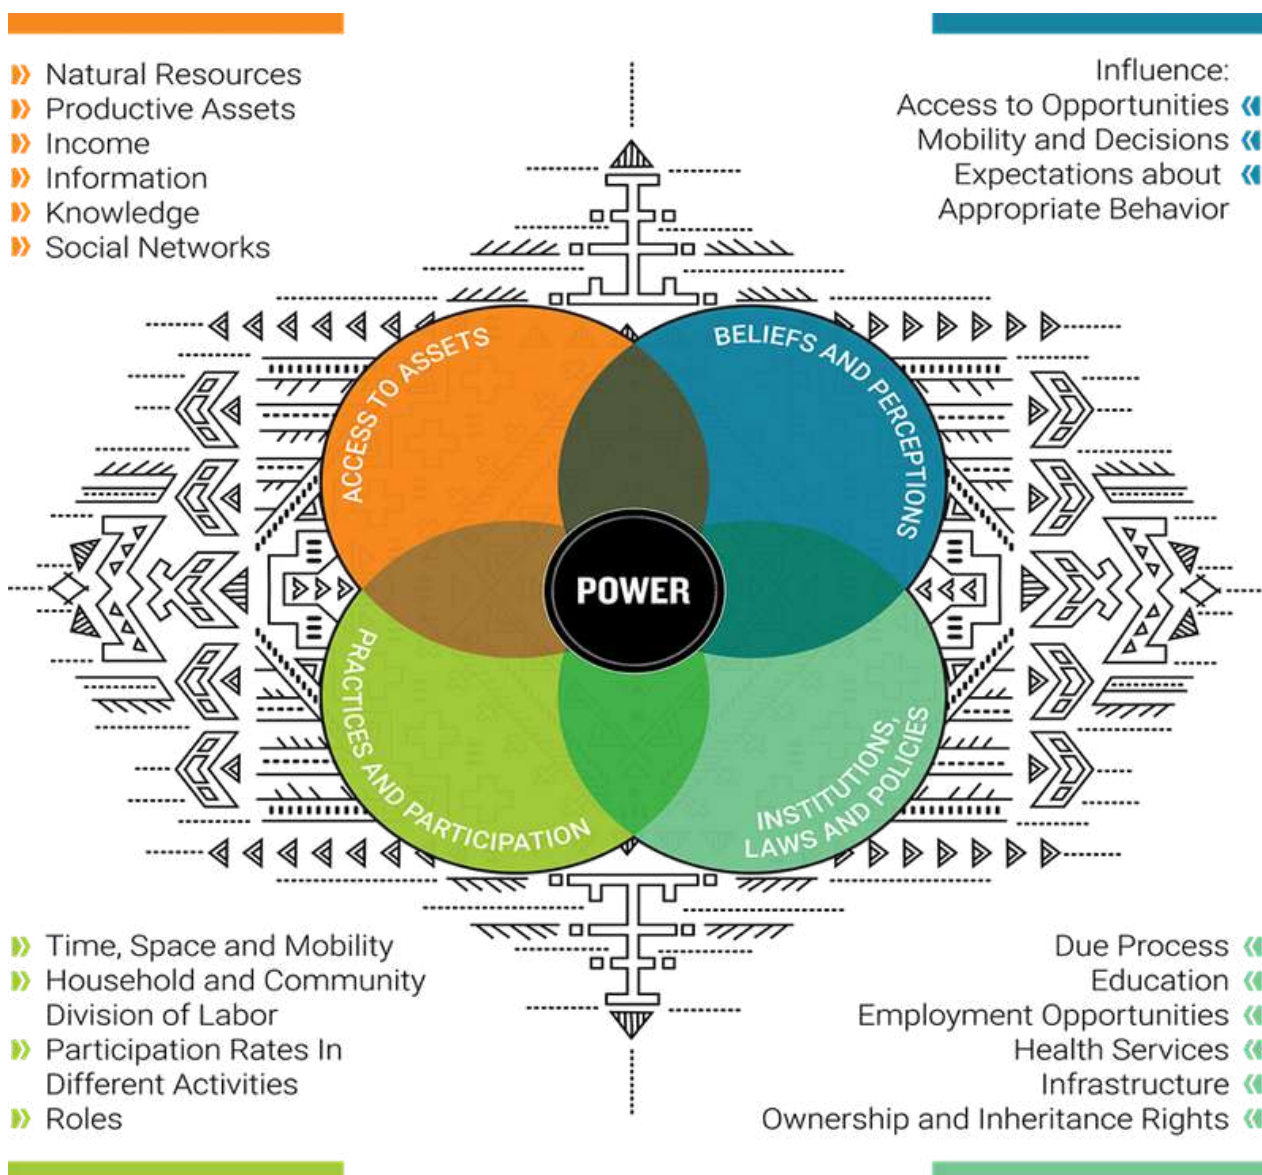 Natural Resources
Productive Assets
Income
Information
Knowledge
Social Networks
Influence:
Access to Opportunities
Mobility and Decisions
Expectations about
Appropriate Behavior
ACCESS TO ASSETS
BELIEFS AND PERCEPTIONS
POWER
PRACTICES AND PARTICIPATION
INSTITUTIONS,
LAWS AND POLICIES
Time, Space and Mobility
Household and Community
Division of Labor
Participation Rates In
Different Activities
Roles
Due Process
Education
Employment Opportunities
Health Services
Infrastructure
Ownership and Inheritance Rights